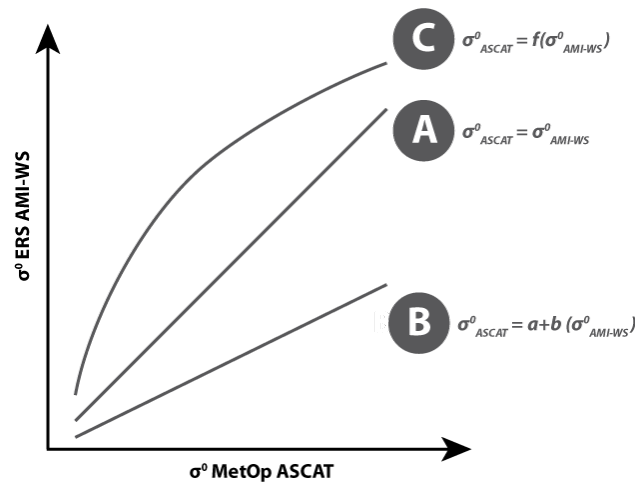 C σ⁰ASCAT = f(σ⁰AMI-WS)
A σ⁰ASCAT = σ⁰AMI-WS
B σ⁰ASCAT = a+b (σ⁰AMI-WS)
σ⁰ ERS AMI-WS
σ⁰ MetOp ASCAT